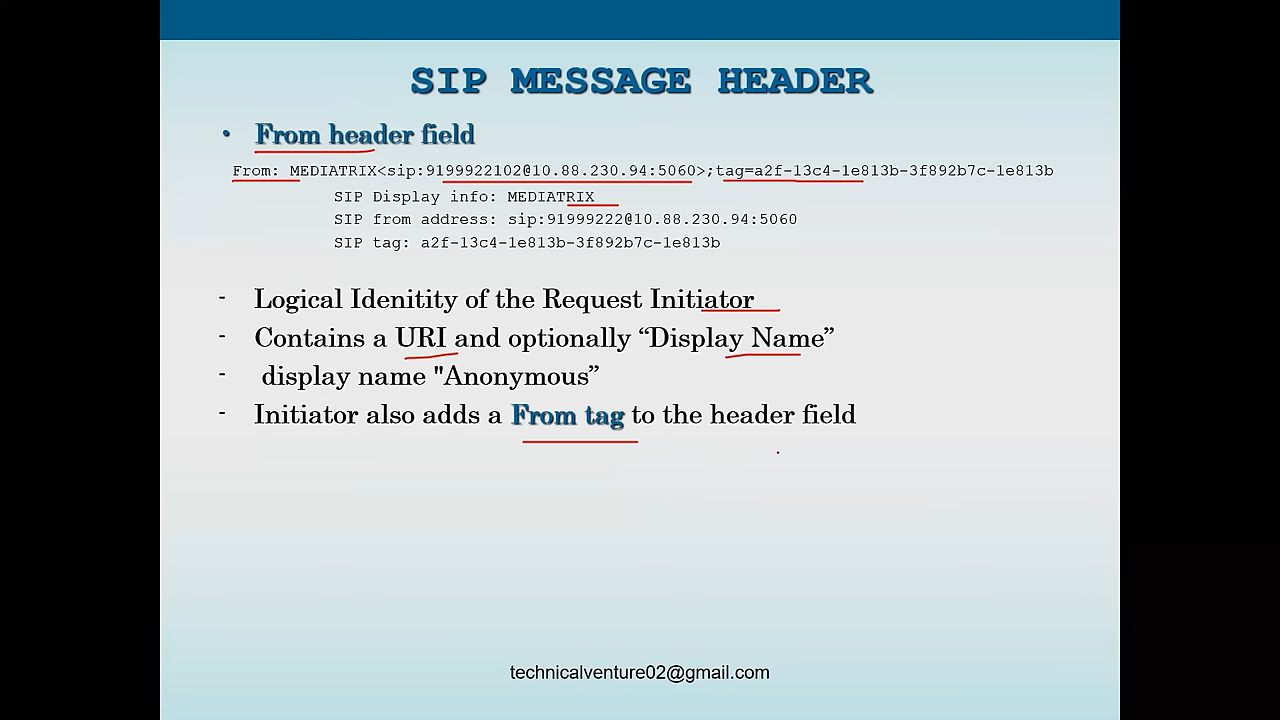 SIP MESSAGE HEADER
• From header field
From: MEDIATRIX<sip:9199922102@10.88.230.94:5060>;tag=a2f-13c4-1e813b-3f892b7c-1e813b
SIP Display info: MEDIATRIX
SIP from address: sip:91999222@10.88.230.94:5060
SIP tag: a2f-13c4-1e813b-3f892b7c-1e813b
- Logical Idenitity of the Request Initiator
- Contains a URI and optionally “Display Name”
- display name "Anonymous”
- Initiator also adds a From tag to the header field
technicalventure02@gmail.com